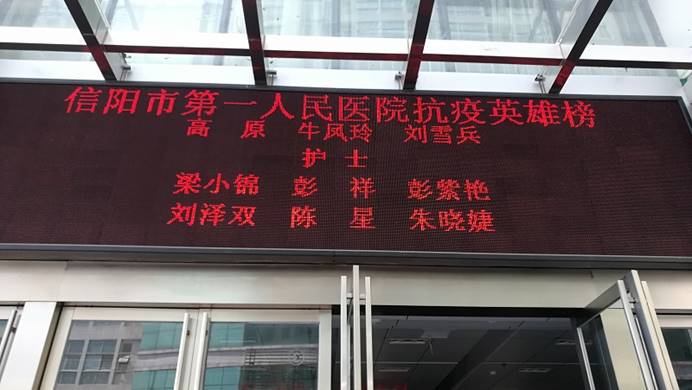 信阳市第一人民医院抗疫英雄榜
高 原 牛凤玲 刘雪兵
护 士
梁小锦 彭 祥 彭紫艳
刘泽双 陈 星 朱晓婕